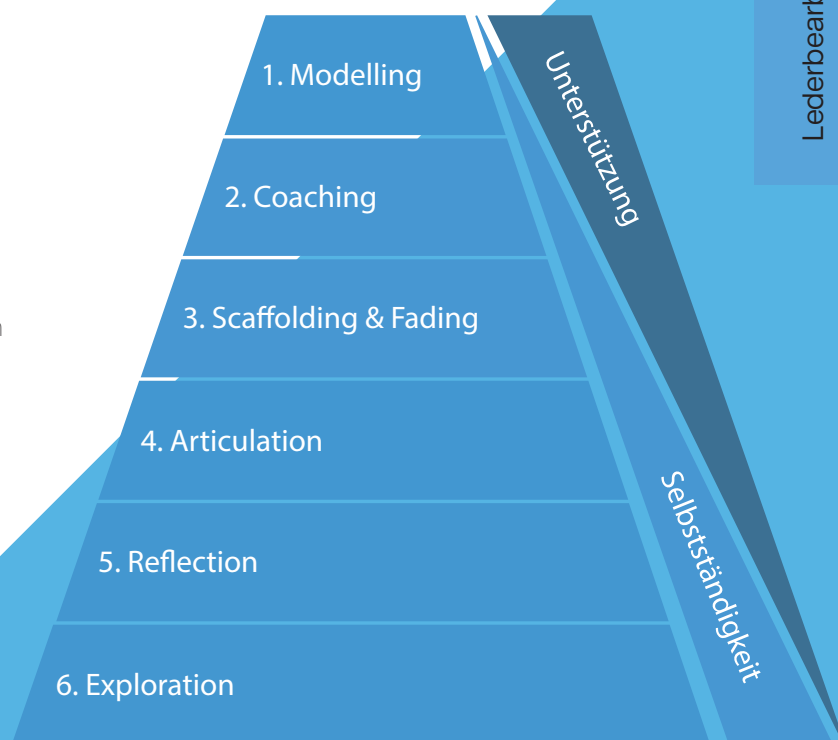 1. Modelling
2. Coaching
3. Scaffolding & Fading
4. Articulation
5. Reflection
6. Exploration
Unterstützung
Selbstständigkeit